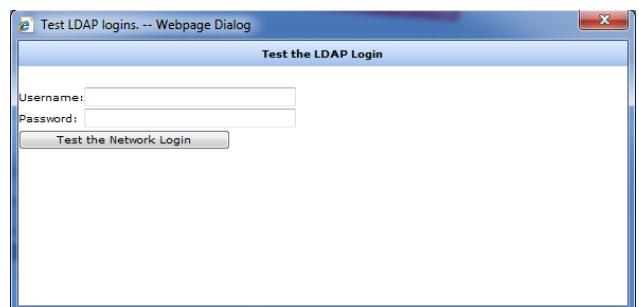 Test LDAP logins. -- Webpage Dialog
Test the LDAP Login
Username:
Password:
Test the Network Login